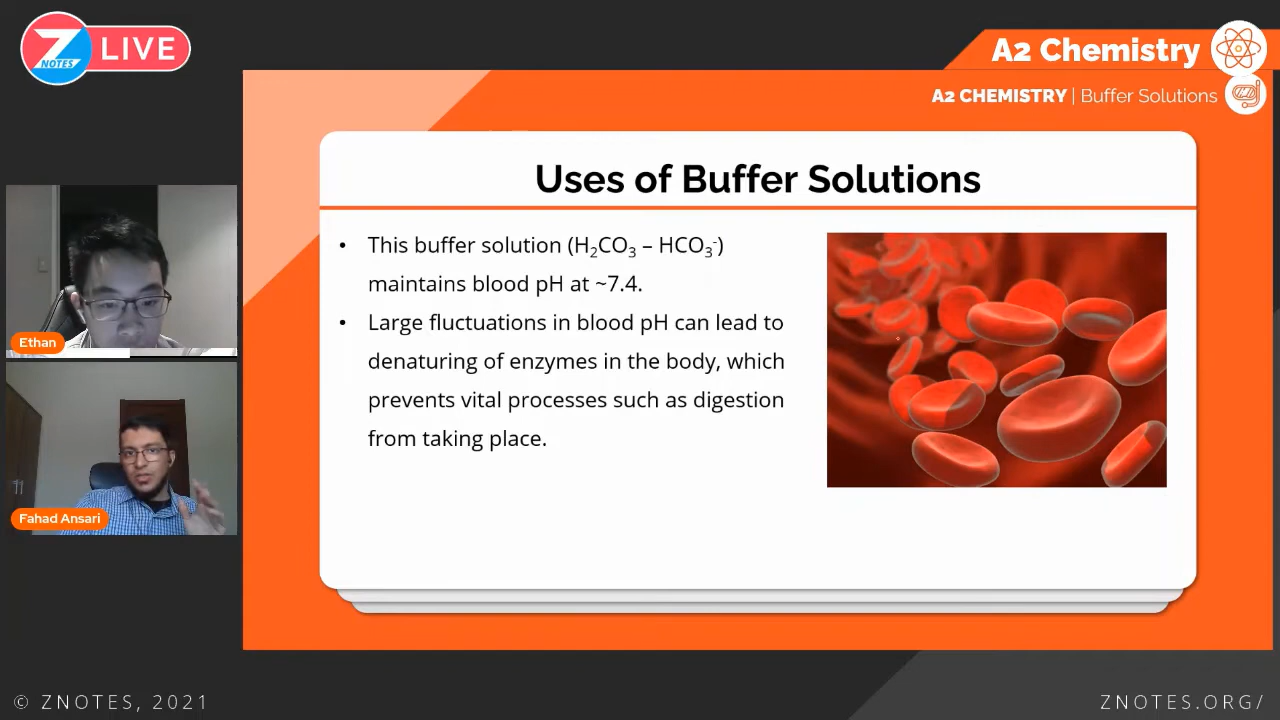 Z NOTES LIVE
A2 Chemistry
A2 CHEMISTRY | Buffer Solutions
Uses of Buffer Solutions
• This buffer solution (H₂CO₃ – HCO₃⁻)
maintains blood pH at ~7.4.
• Large fluctuations in blood pH can lead to
denaturing of enzymes in the body, which
prevents vital processes such as digestion
from taking place.
Ethan
Fahad Ansari
© ZNOTES, 2021
ZNOTES.ORG/